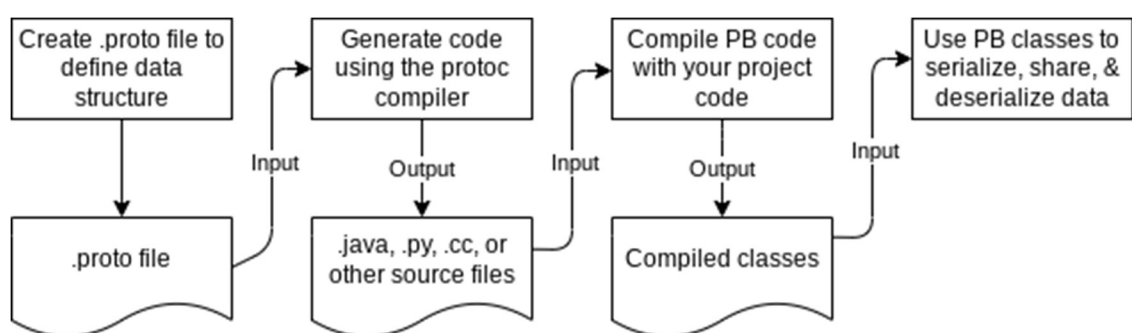 Create .proto file to
define data
structure
Generate code
using the protoc
compiler
Compile PB code
with your project
code
Use PB classes to
serialize, share, &
deserialize data
Input
Output
Input
Output
Input
.proto file
.java, .py, .cc, or
other source files
Compiled classes